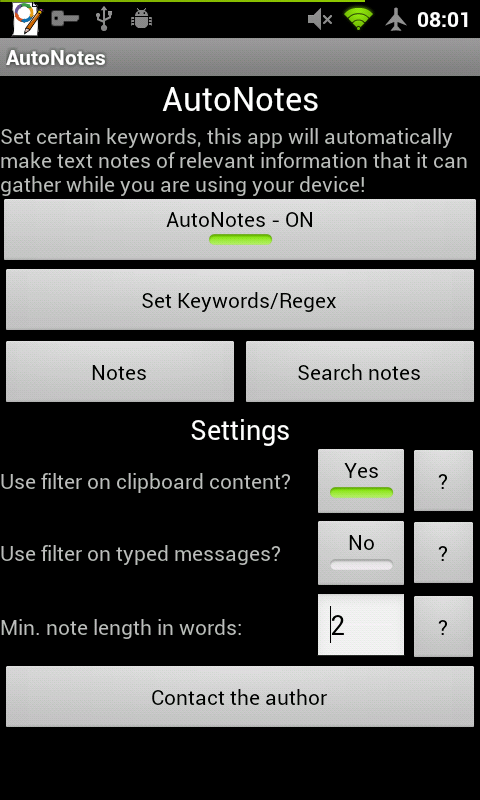 08:01
AutoNotes
AutoNotes
Set certain keywords, this app will automatically
make text notes of relevant information that it can
gather while you are using your device!
AutoNotes - ON
Set Keywords/Regex
Notes
Search notes
Settings
Use filter on clipboard content?
Yes
?
Use filter on typed messages?
No
?
Min. note length in words:
2
?
Contact the author